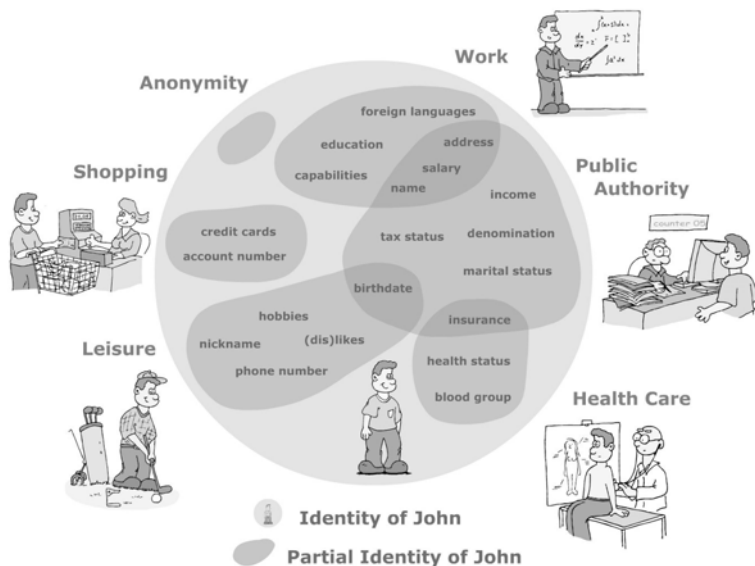 Work
Anonymity
foreign languages
education
address
Shopping
capabilities
salary
Public
Authority
name
income
credit cards
tax status
denomination
counter 05
account number
marital status
birthdate
hobbies
insurance
Leisure
nickname
(dis)likes
health status
phone number
blood group
Health Care
Identity of John
Partial Identity of John